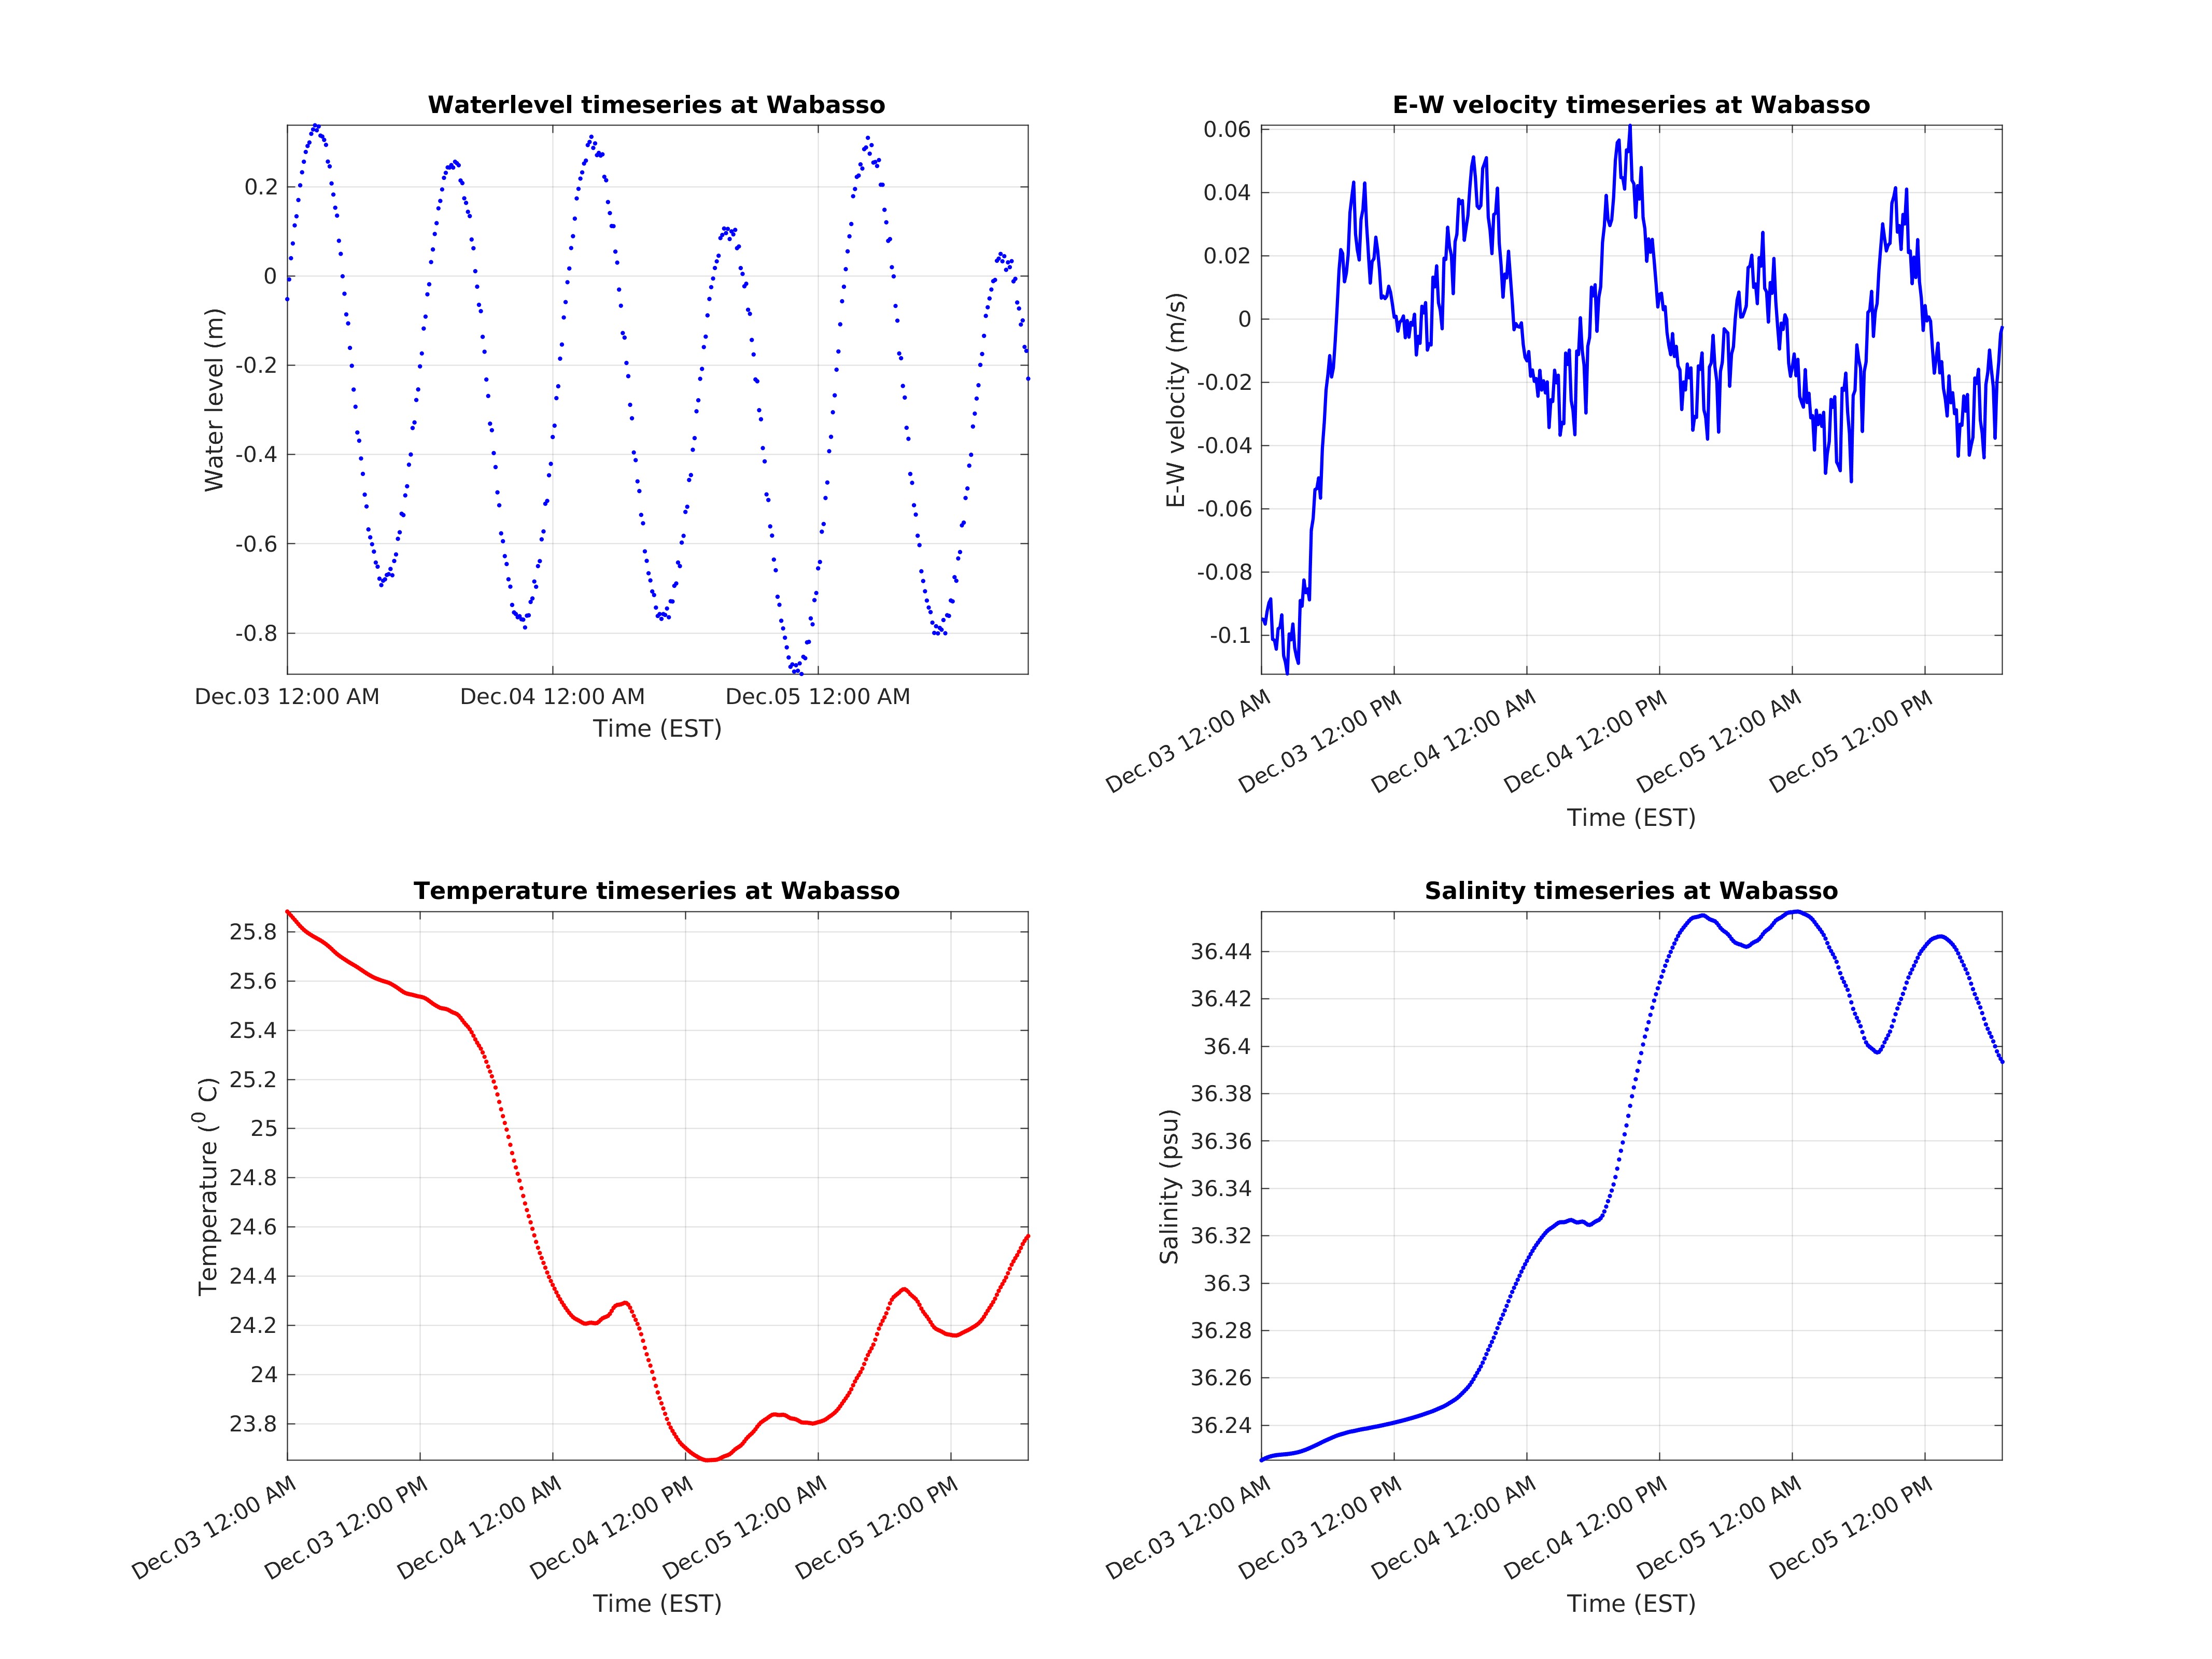 Waterlevel timeseries at Wabasso
0.2
0
-0.2
-0.4
-0.6
-0.8
Water level (m)
Dec.03 12:00 AM
Dec.04 12:00 AM
Dec.05 12:00 AM
Time (EST)
E-W velocity timeseries at Wabasso
0.06
0.04
0.02
0
-0.02
-0.04
-0.06
-0.08
-0.1
E-W velocity (m/s)
Dec.03 12:00 AM
Dec.03 12:00 PM
Dec.04 12:00 AM
Dec.04 12:00 PM
Dec.05 12:00 AM
Dec.05 12:00 PM
Time (EST)
Temperature timeseries at Wabasso
25.8
25.6
25.4
25.2
25
24.8
24.6
24.4
24.2
24
23.8
Temperature (⁰ C)
Dec.03 12:00 AM
Dec.03 12:00 PM
Dec.04 12:00 AM
Dec.04 12:00 PM
Dec.05 12:00 AM
Dec.05 12:00 PM
Time (EST)
Salinity timeseries at Wabasso
36.44
36.42
36.4
36.38
36.36
36.34
36.32
36.3
36.28
36.26
36.24
Salinity (psu)
Dec.03 12:00 AM
Dec.03 12:00 PM
Dec.04 12:00 AM
Dec.04 12:00 PM
Dec.05 12:00 AM
Dec.05 12:00 PM
Time (EST)